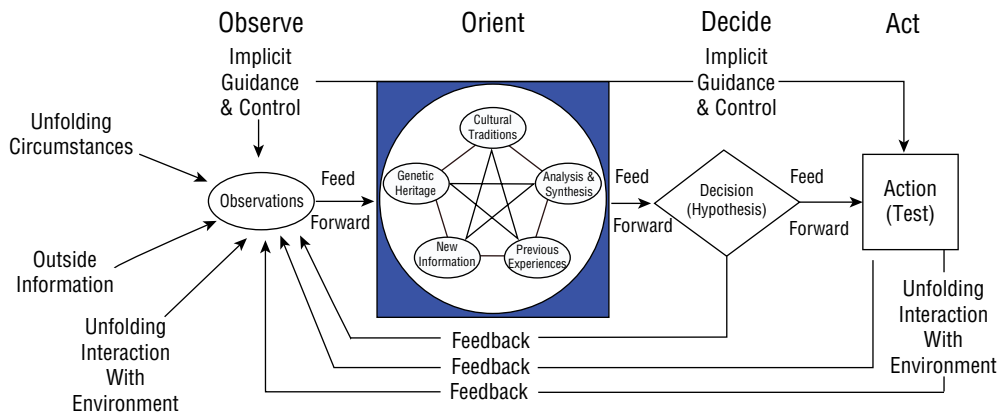 Observe
Orient
Decide
Act
Implicit
Guidance
& Control
Implicit
Guidance
& Control
Unfolding
Circumstances
Observations
Feed
Forward
Cultural
Traditions
Genetic
Heritage
Analysis &
Synthesis
New
Information
Previous
Experiences
Feed
Forward
Decision
(Hypothesis)
Feed
Forward
Action
(Test)
Outside
Information
Unfolding
Interaction
With
Environment
Unfolding
Interaction
With
Environment
Feedback
Feedback
Feedback